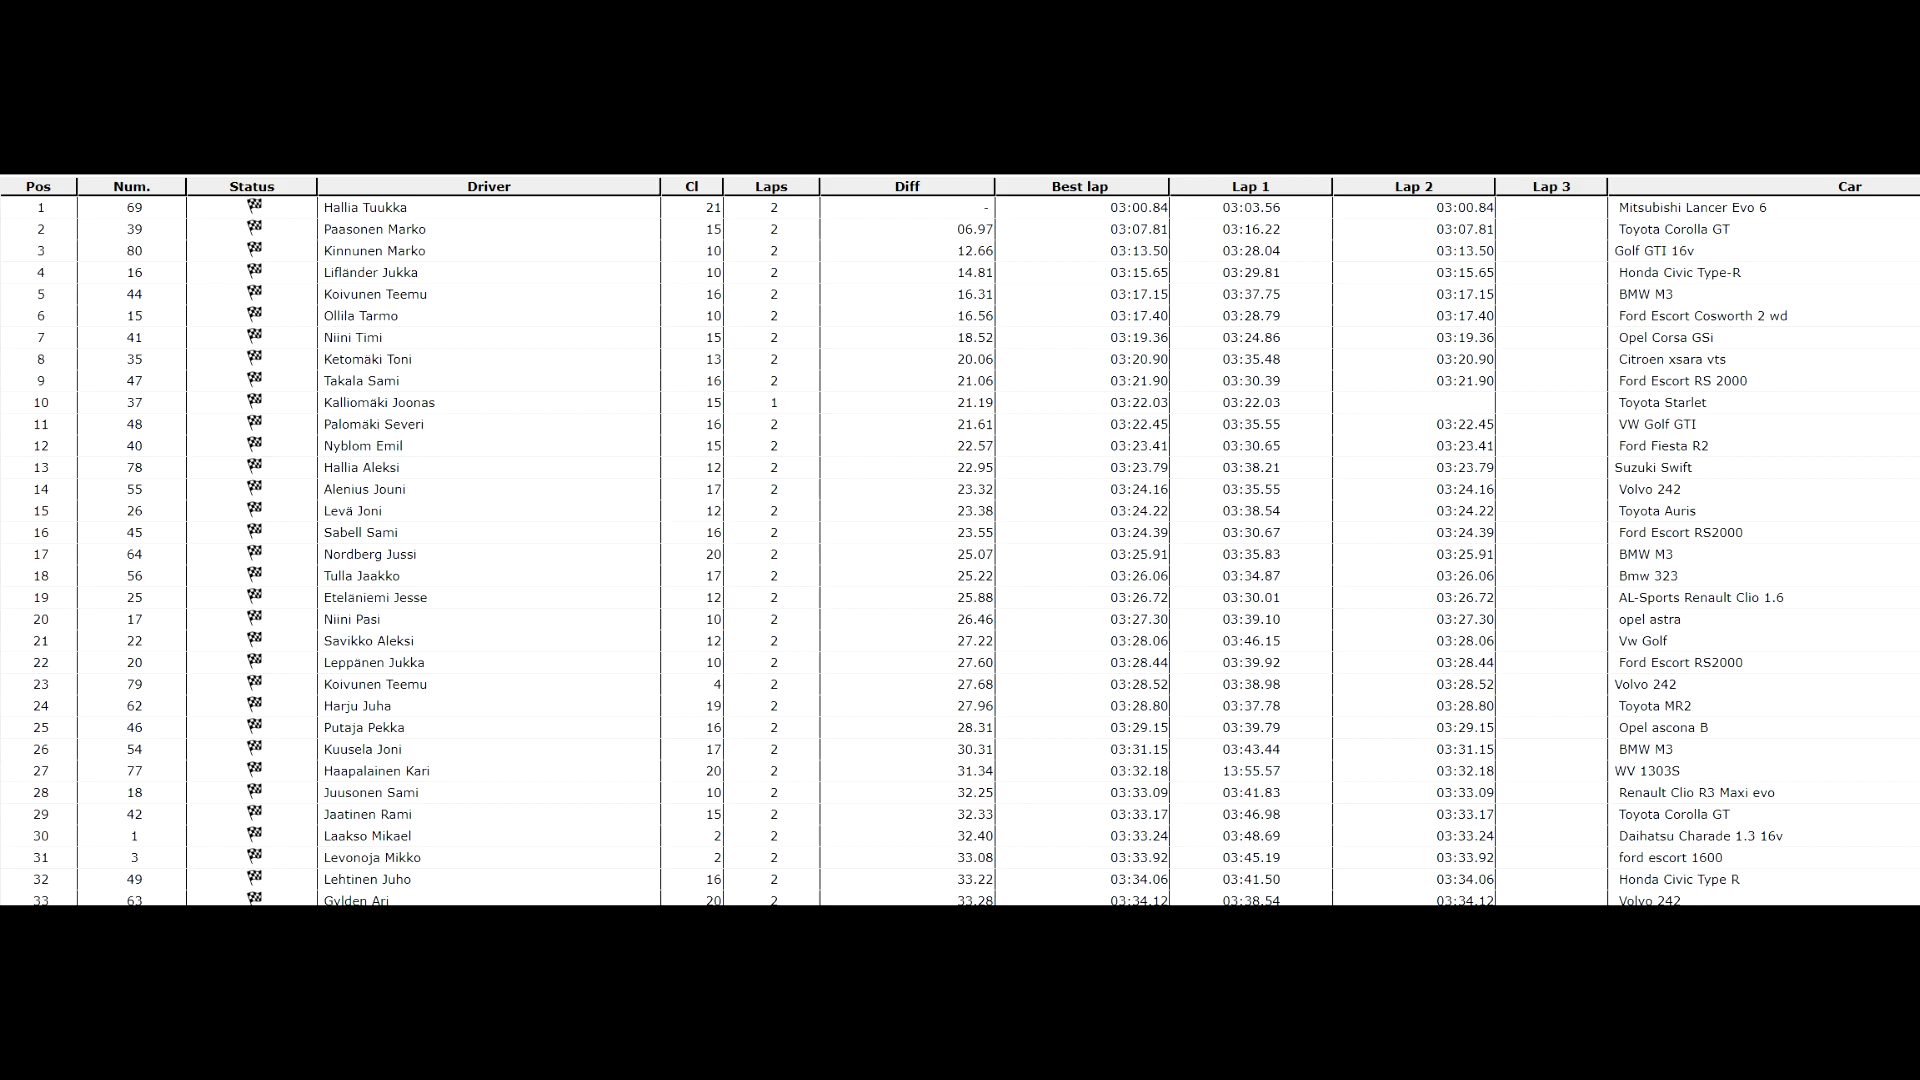 Pos Num. Status Driver Cl Laps Diff Best lap Lap 1 Lap 2 Lap 3 Car
1 69 Hallia Tuukka 21 2 - 03:00.84 03:03.56 03:00.84 Mitsubishi Lancer Evo 6
2 39 Paasonen Marko 15 2 06.97 03:07.81 03:16.22 03:07.81 Toyota Corolla GT
3 80 Kinnunen Marko 10 2 12.66 03:13.50 03:28.04 03:13.50 Golf GTI 16v
4 16 Lifländer Jukka 10 2 14.81 03:15.65 03:29.81 03:15.65 Honda Civic Type-R
5 44 Koivunen Teemu 16 2 16.31 03:17.15 03:37.75 03:17.15 BMW M3
6 15 Ollila Tarmo 10 2 16.56 03:17.40 03:28.79 03:17.40 Ford Escort Cosworth 2 wd
7 41 Niini Timi 15 2 18.52 03:19.36 03:24.86 03:19.36 Opel Corsa GSi
8 35 Ketomäki Toni 13 2 20.06 03:20.90 03:35.48 03:20.90 Citroen xsara vts
9 47 Takala Sami 16 2 21.06 03:21.90 03:30.39 03:21.90 Ford Escort RS 2000
10 37 Kalliomäki Joonas 15 1 21.19 03:22.03 03:22.03 Toyota Starlet
11 48 Palomäki Severi 16 2 21.61 03:22.45 03:35.55 03:22.45 VW Golf GTI
12 40 Nyblom Emil 15 2 22.57 03:23.41 03:30.65 03:23.41 Ford Fiesta R2
13 78 Hallia Aleksi 12 2 22.95 03:23.79 03:38.21 03:23.79 Suzuki Swift
14 55 Alenius Jouni 17 2 23.32 03:24.16 03:35.55 03:24.16 Volvo 242
15 26 Levä Joni 12 2 23.38 03:24.22 03:38.54 03:24.22 Toyota Auris
16 45 Sabell Sami 16 2 23.55 03:24.39 03:30.67 03:24.39 Ford Escort RS2000
17 64 Nordberg Jussi 20 2 25.07 03:25.91 03:35.83 03:25.91 BMW M3
18 56 Tulla Jaakko 17 2 25.22 03:26.06 03:34.87 03:26.06 Bmw 323
19 25 Eteläniemi Jesse 12 2 25.88 03:26.72 03:30.01 03:26.72 AL-Sports Renault Clio 1.6
20 17 Niini Pasi 10 2 26.46 03:27.30 03:39.10 03:27.30 opel astra
21 22 Savikko Aleksi 12 2 27.22 03:28.06 03:46.15 03:28.06 Vw Golf
22 20 Leppänen Jukka 10 2 27.60 03:28.44 03:39.92 03:28.44 Ford Escort RS2000
23 79 Koivunen Teemu 4 2 27.68 03:28.52 03:38.98 03:28.52 Volvo 242
24 62 Harju Juha 19 2 27.96 03:28.80 03:37.78 03:28.80 Toyota MR2
25 46 Putaja Pekka 16 2 28.31 03:29.15 03:39.79 03:29.15 Opel ascona B
26 54 Kuusela Joni 17 2 30.31 03:31.15 03:43.44 03:31.15 BMW M3
27 77 Haapalainen Kari 20 2 31.34 03:32.18 13:55.57 03:32.18 WV 1303S
28 18 Juusonen Sami 10 2 32.25 03:33.09 03:41.83 03:33.09 Renault Clio R3 Maxi evo
29 42 Jaatinen Rami 15 2 32.33 03:33.17 03:46.98 03:33.17 Toyota Corolla GT
30 1 Laakso Mikael 2 2 32.40 03:33.24 03:48.69 03:33.24 Daihatsu Charade 1.3 16v
31 3 Levonoja Mikko 2 2 33.08 03:33.92 03:45.19 03:33.92 ford escort 1600
32 49 Lehtinen Juho 16 2 33.22 03:34.06 03:41.50 03:34.06 Honda Civic Type R
33 63 Gylden Ari 20 2 33.28 03:34.12 03:38.54 03:34.12 Volvo 242